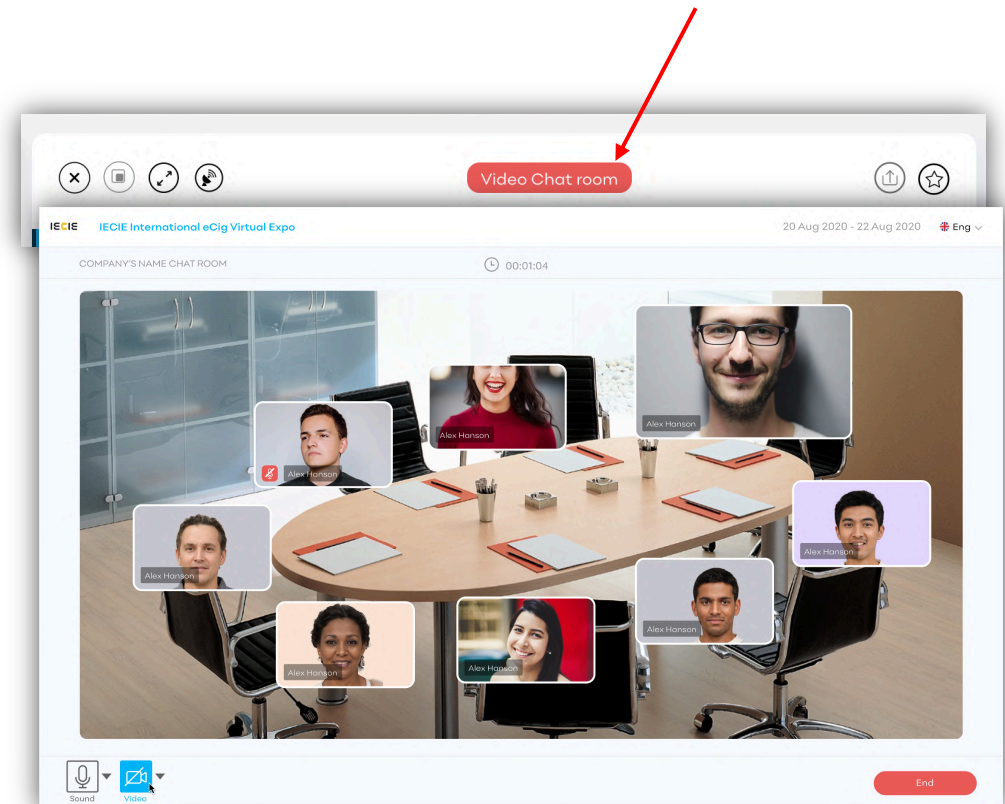 Video Chat room
IECIE IECIE International eCig Virtual Expo 20 Aug 2020 - 22 Aug 2020 Eng
COMPANY'S NAME CHAT ROOM 00:01:04
Alex Hanson
Alex Hanson
Alex Hanson
Alex Hanson
Alex Hanson
Alex Hanson
Alex Hanson
Alex Hanson
Sound Video End